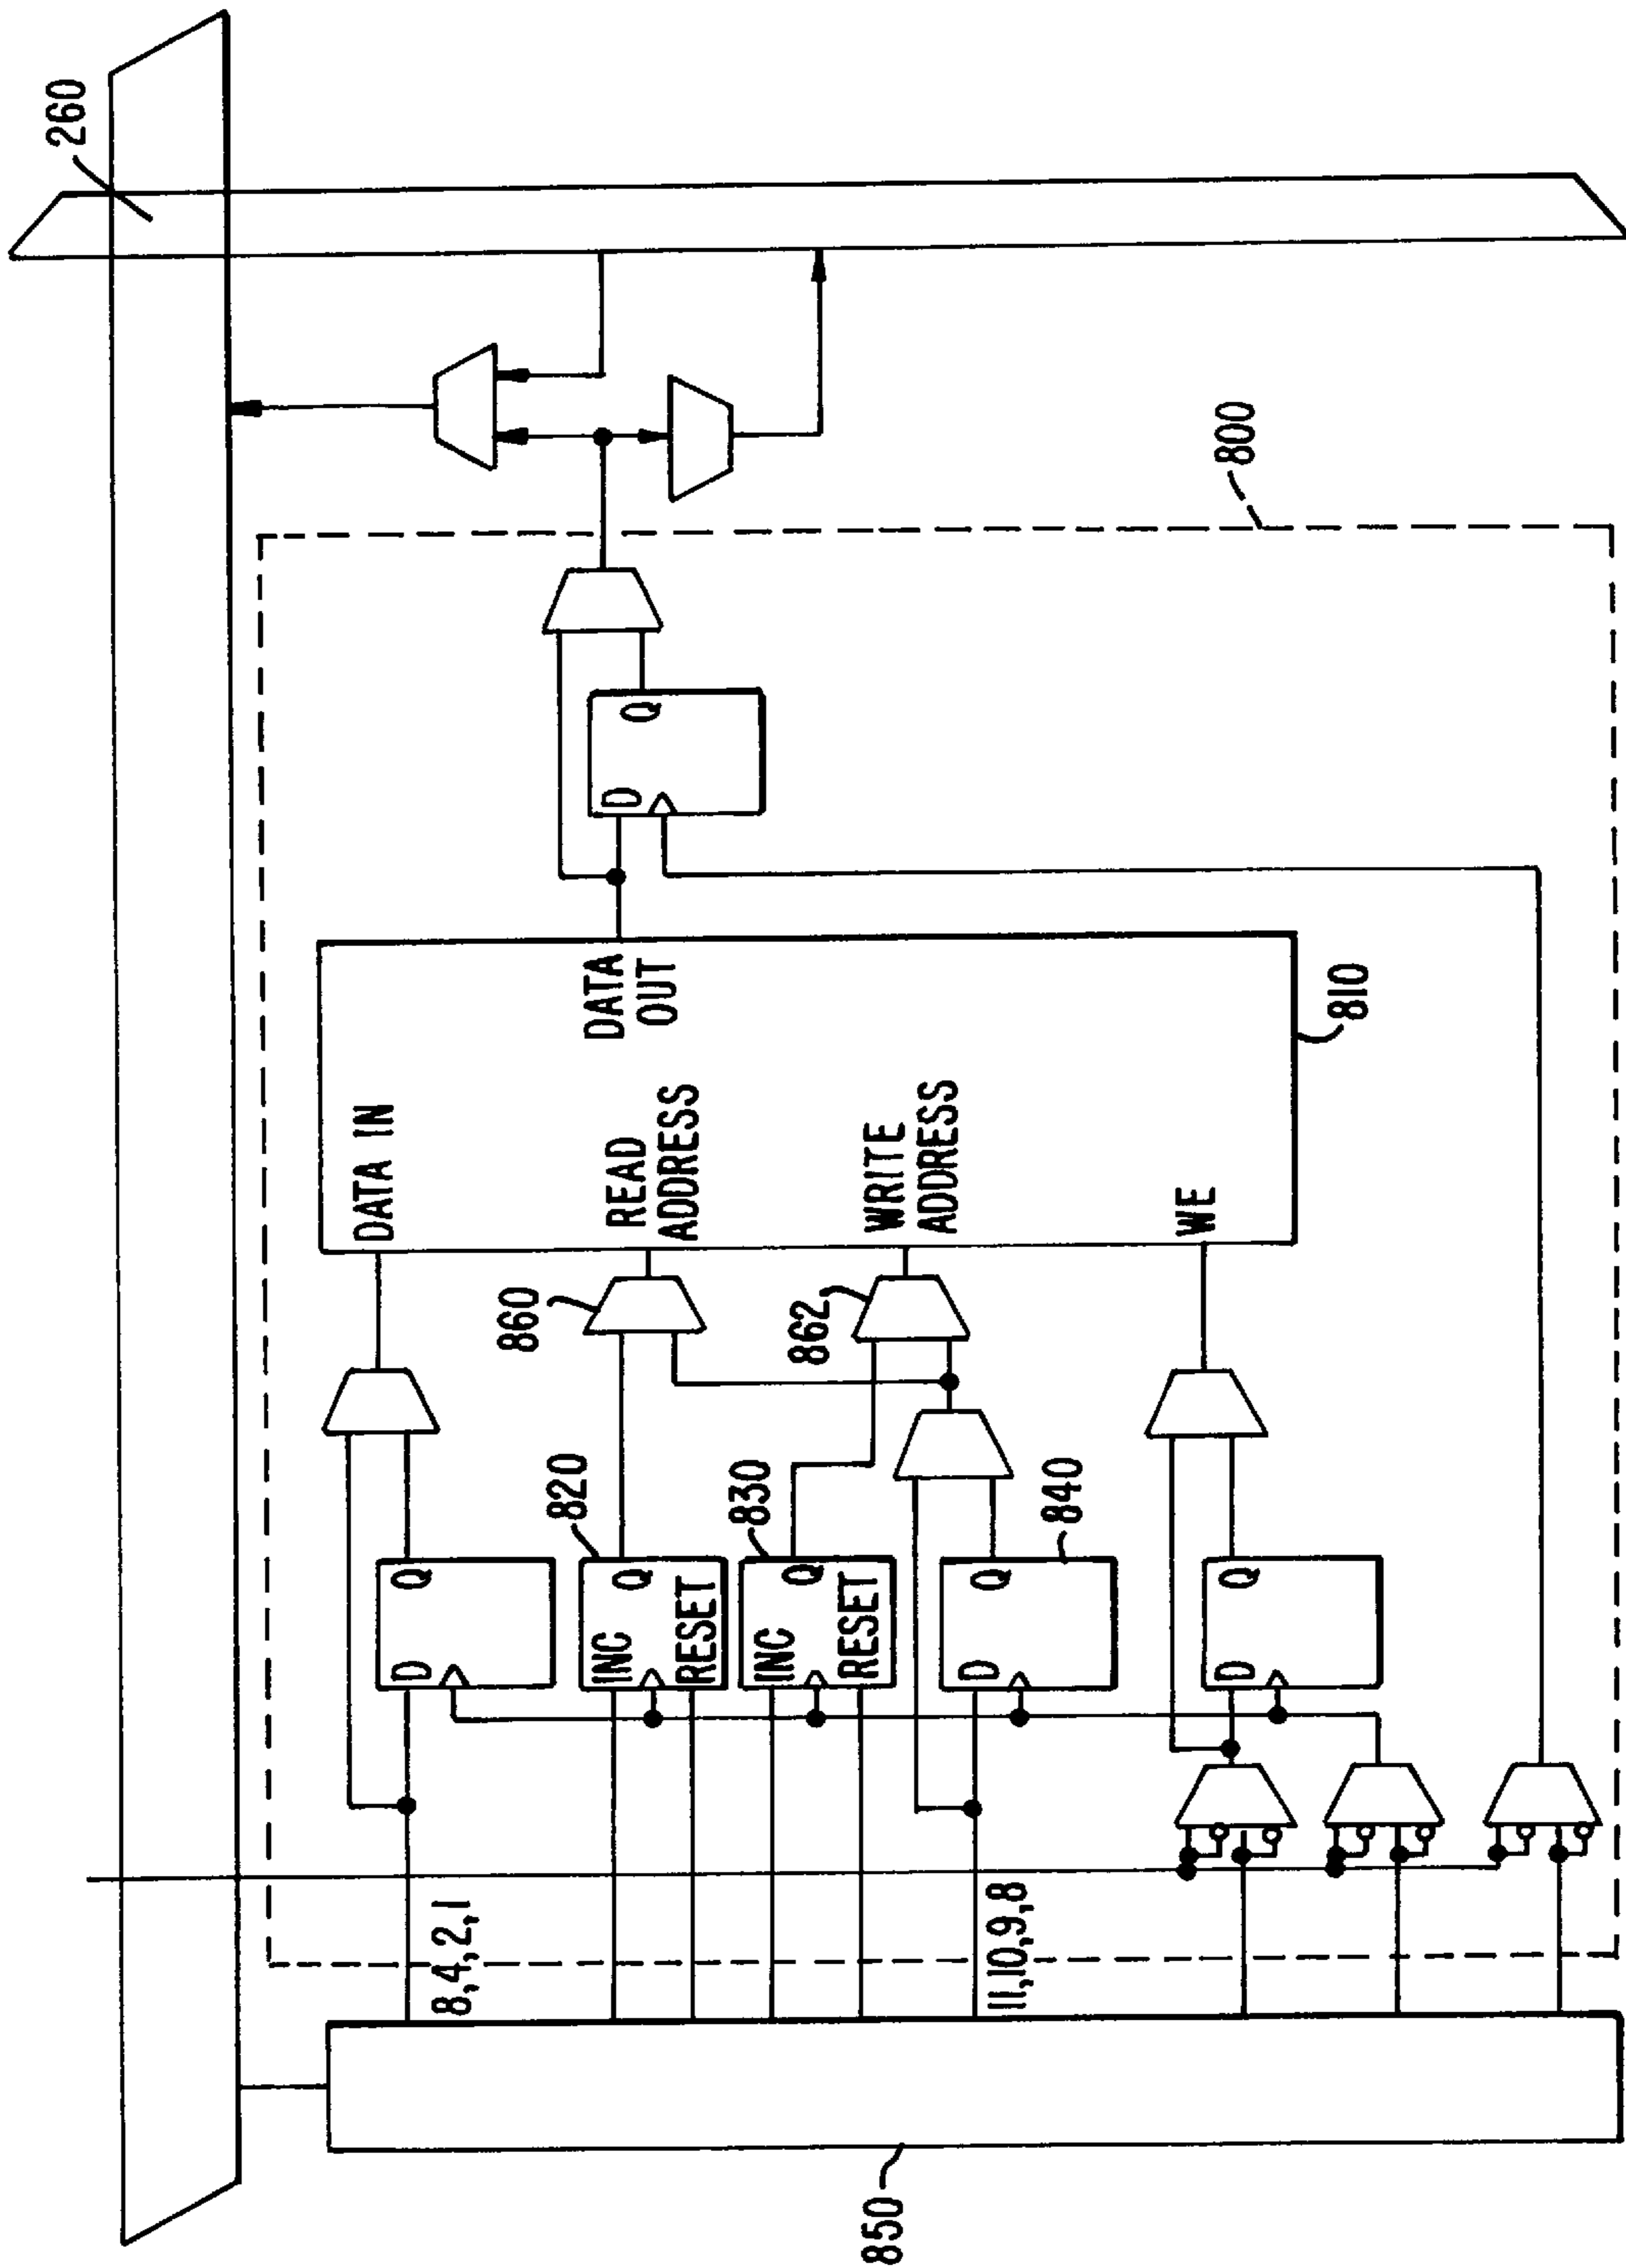 260
800
D
Q
DATA
OUT
810
DATA IN
READ
ADDRESS
WRITE
ADDRESS
WE
860
862
820
830
840
D
Q
INC
Q
RESET
INC
Q
RESET
D
Q
D
Q
8,4,2,1
11,10,9,8
850